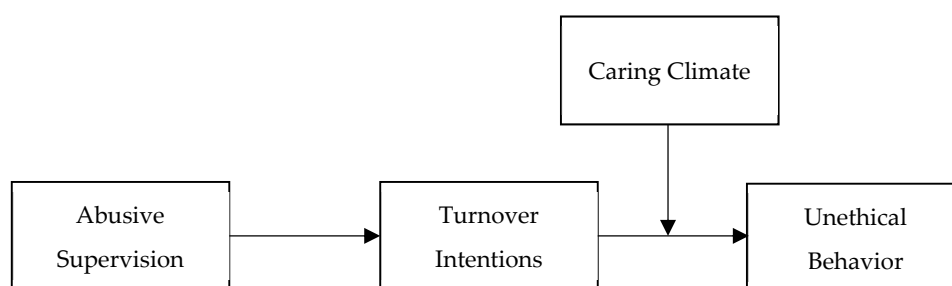 Caring Climate
Abusive
Supervision
Turnover
Intentions
Unethical
Behavior